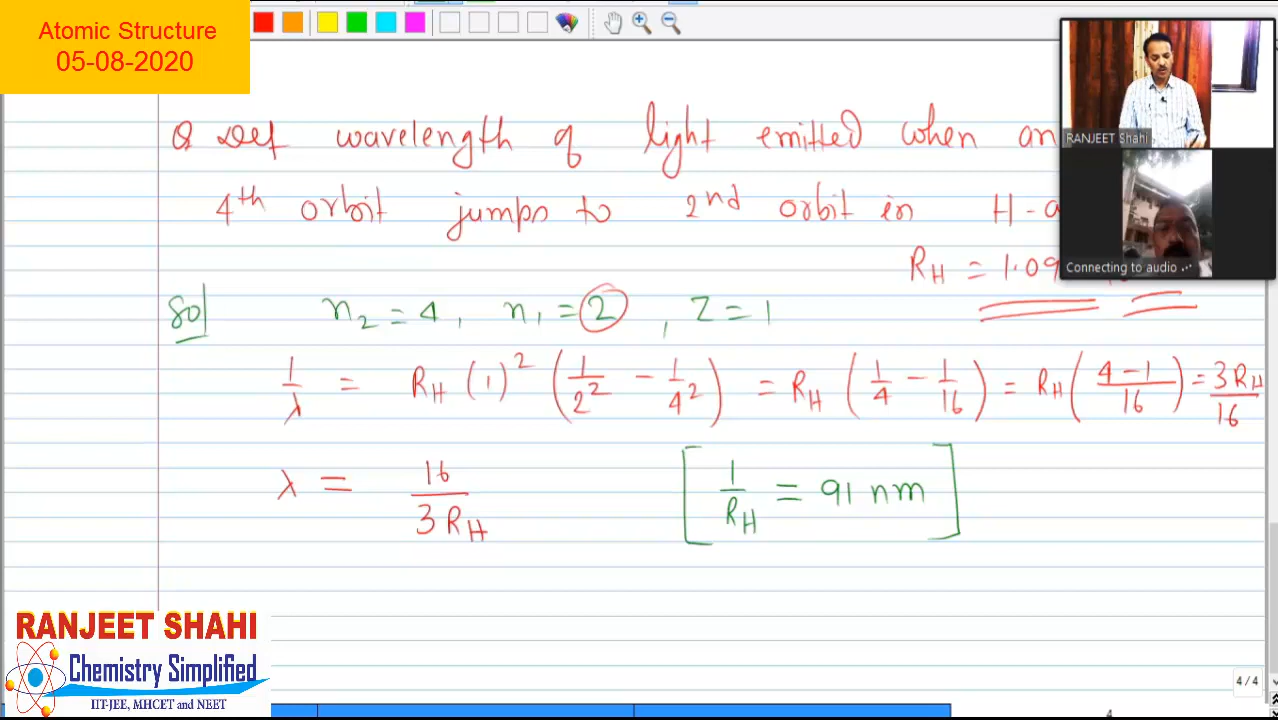 Atomic Structure
05-08-2020
Q Det wavelength of light emitted when an
4th orbit jumps to 2nd orbit in H-a
R_H = 1.09
RANJEET Shahi
Connecting to audio ...
Sol n₂ = 4, n₁ = 2, Z = 1
1/λ = R_H (1)² (1/2² - 1/4²) = R_H (1/4 - 1/16) = R_H (4-1/16) = 3R_H/16
λ = 16/3R_H [1/R_H = 91 nm]
RANJEET SHAHI
Chemistry Simplified
IIT-JEE, MHCET and NEET
4 / 4
4